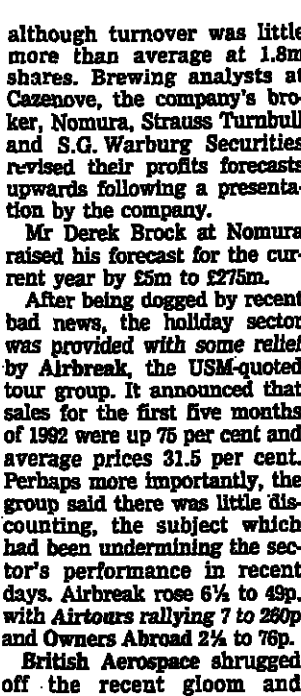 although turnover was little
more than average at 1.8m
shares. Brewing analysts at
Cazenove, the company's bro-
ker, Nomura, Strauss Turnbull
and S.G. Warburg Securities
revised their profits forecasts
upwards following a presenta-
tion by the company.
Mr Derek Brock at Nomura
raised his forecast for the cur-
rent year by £5m to £275m.
After being dogged by recent
bad news, the holiday sector
was provided with some relief
by Airbreak, the USM-quoted
tour group. It announced that
sales for the first five months
of 1992 were up 75 per cent and
average prices 31.5 per cent.
Perhaps more importantly, the
group said there was little dis-
counting, the subject which
had been undermining the sec-
tor's performance in recent
days. Airbreak rose 6½ to 49p,
with Airtours rallying 7 to 260p
and Owners Abroad 2½ to 76p.
British Aerospace shrugged
off the recent gloom and